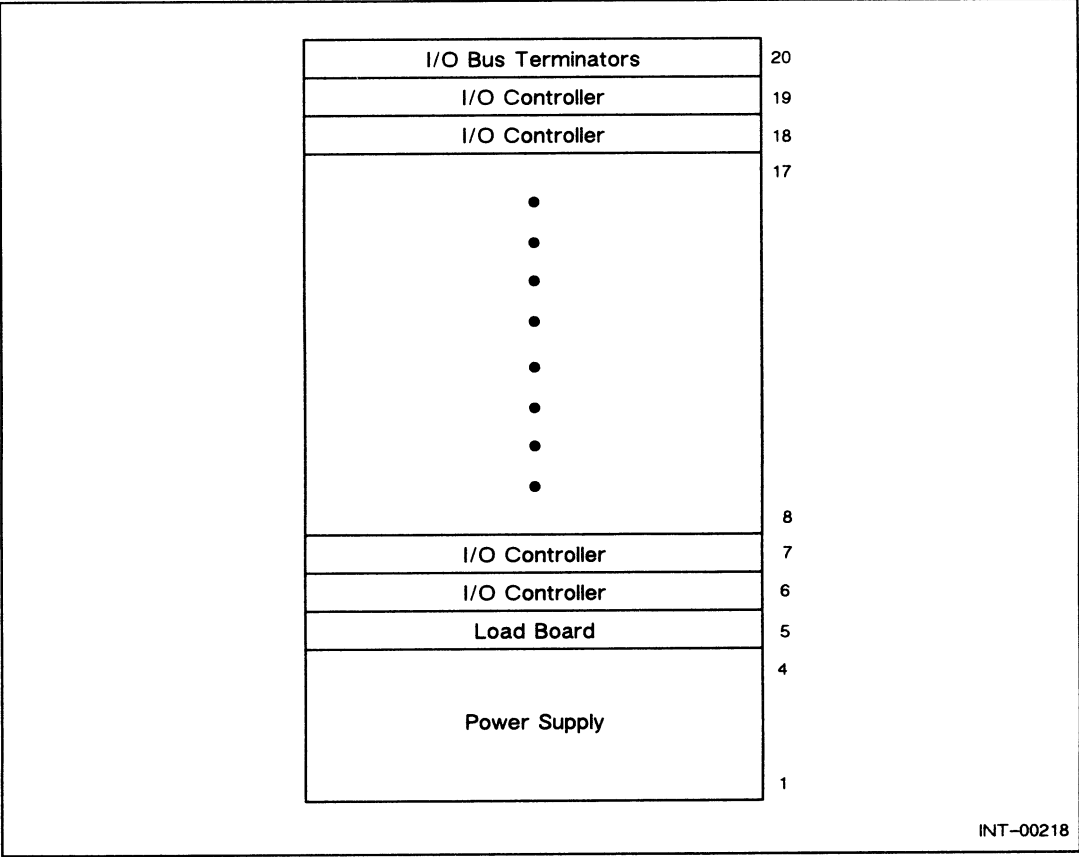 I/O Bus Terminators 20
I/O Controller 19
I/O Controller 18
17
8
I/O Controller 7
I/O Controller 6
Load Board 5
4
Power Supply
1
INT-00218